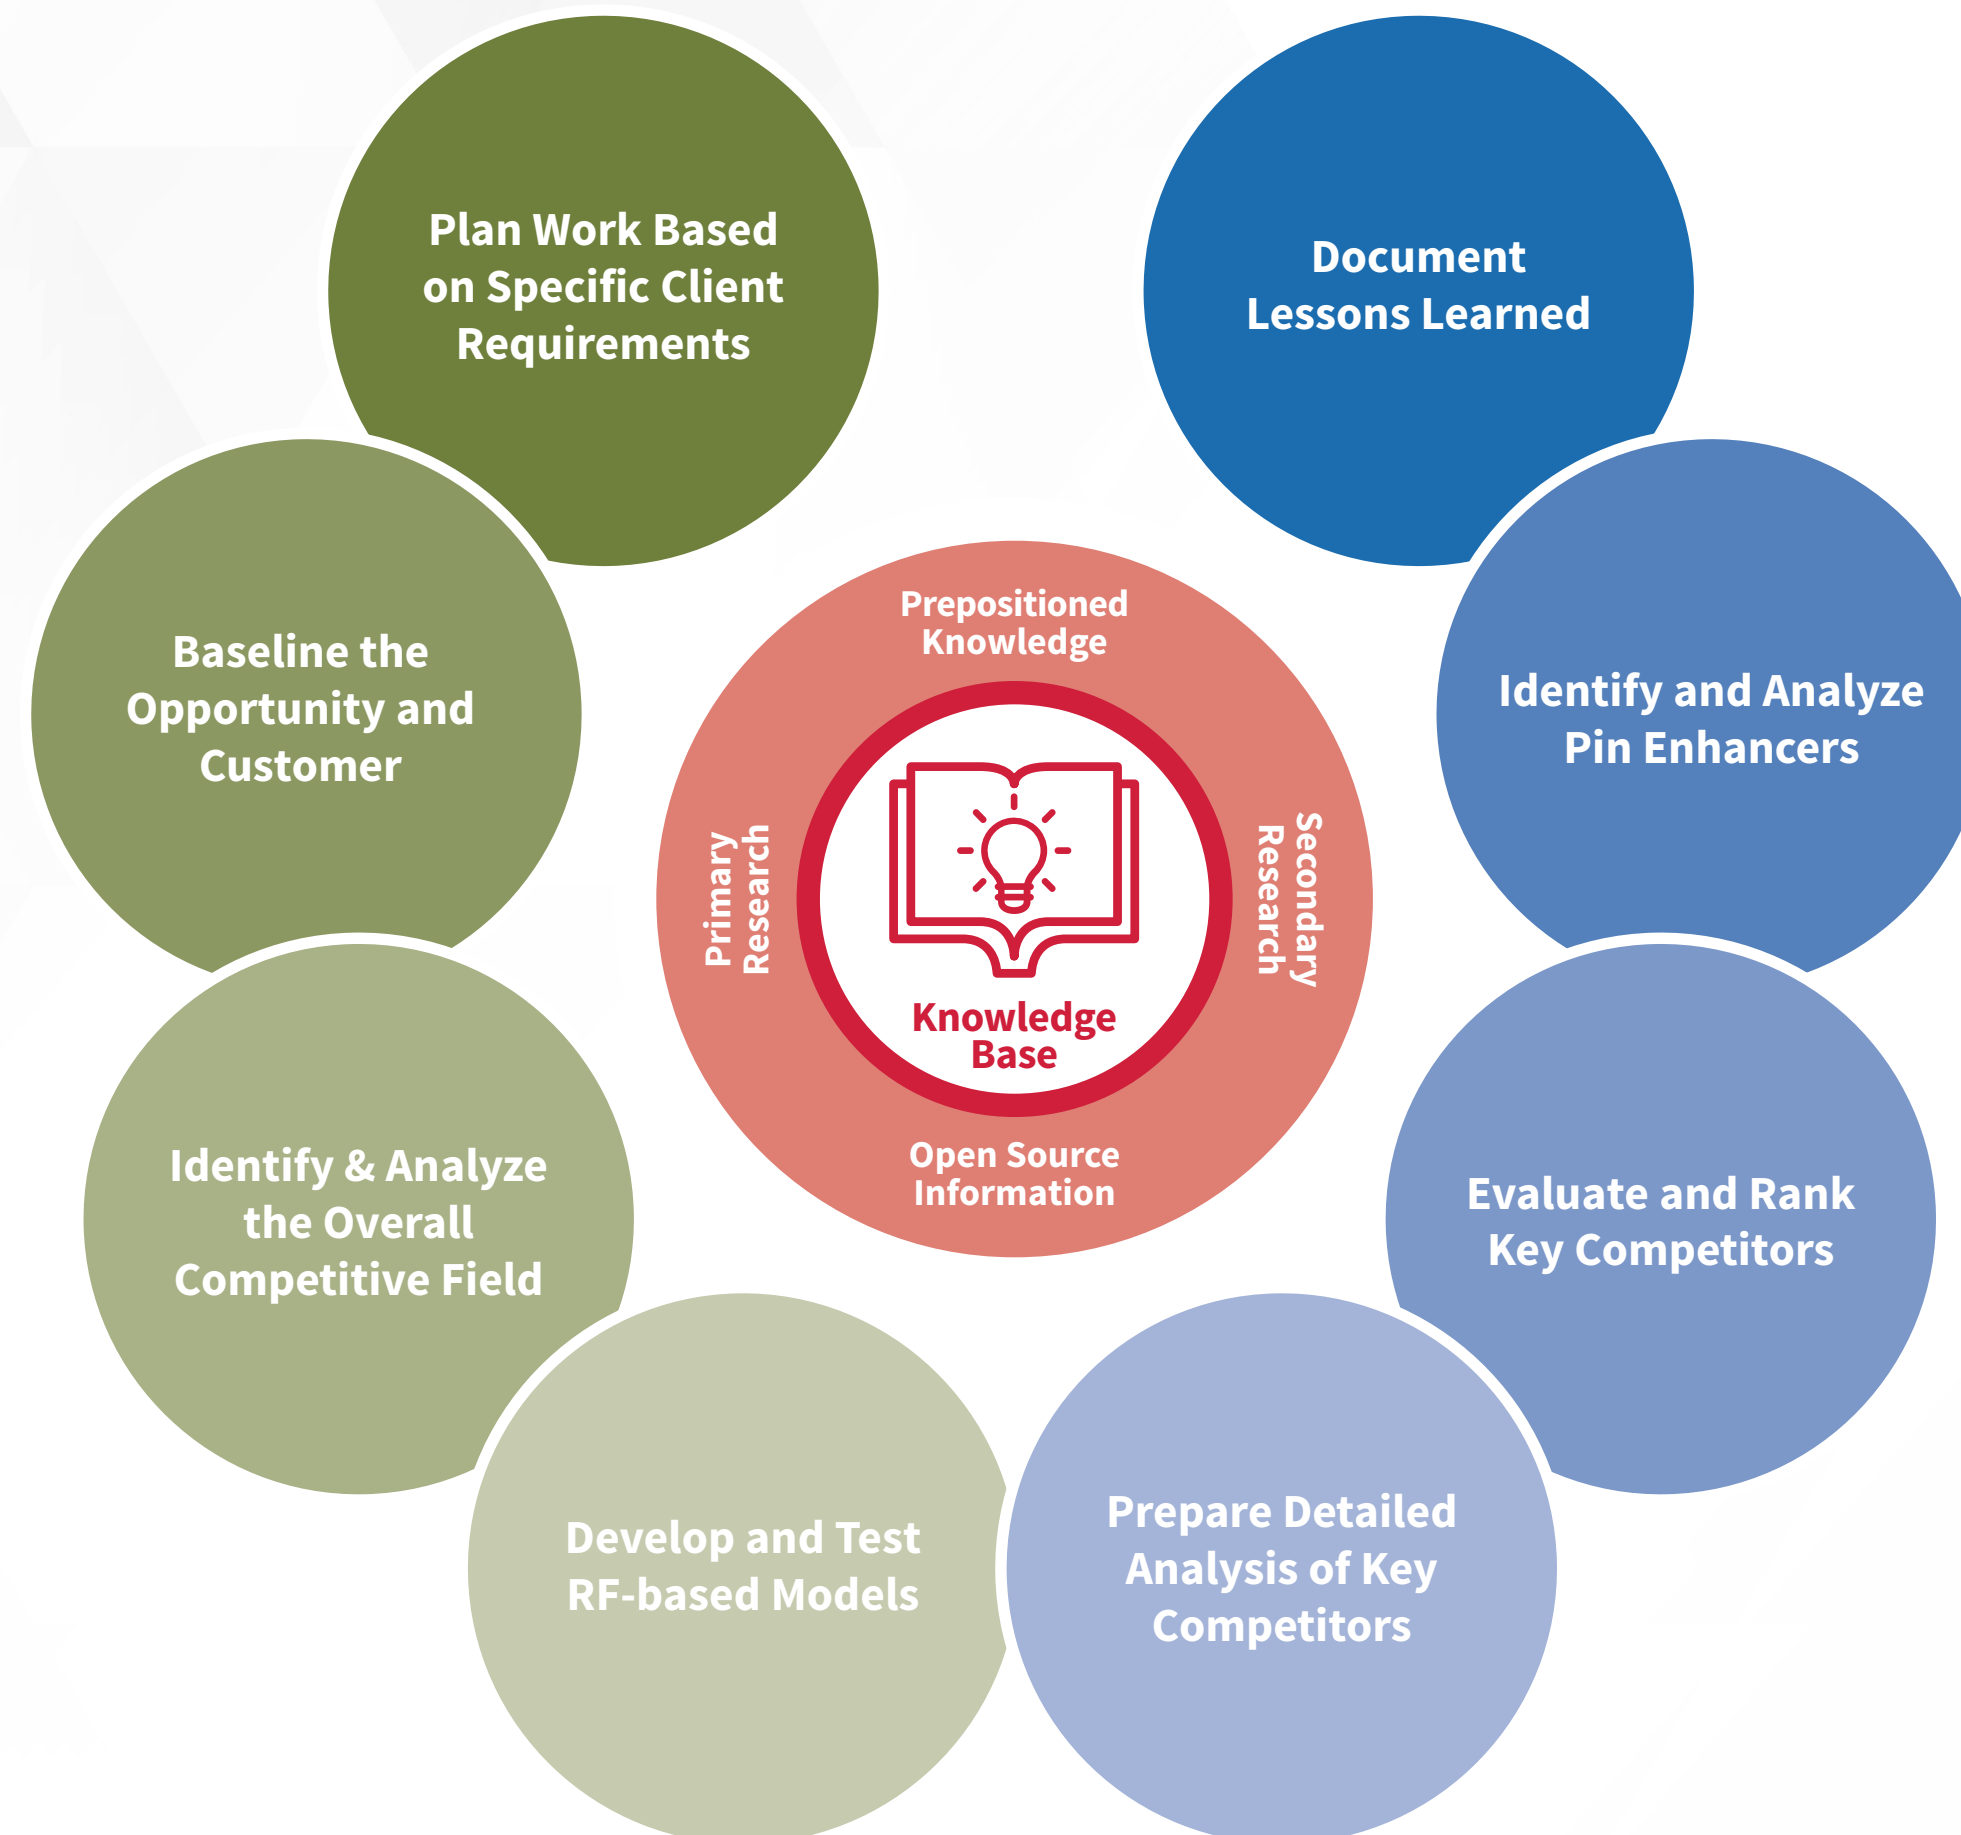 Plan Work Based
on Specific Client
Requirements
Document
Lessons Learned
Baseline the
Opportunity and
Customer
Identify and Analyze
Pin Enhancers
Prepositioned
Knowledge
Primary
Research
Secondary
Research
Knowledge
Base
Open Source
Information
Identify & Analyze
the Overall
Competitive Field
Evaluate and Rank
Key Competitors
Develop and Test
RF-based Models
Prepare Detailed
Analysis of Key
Competitors